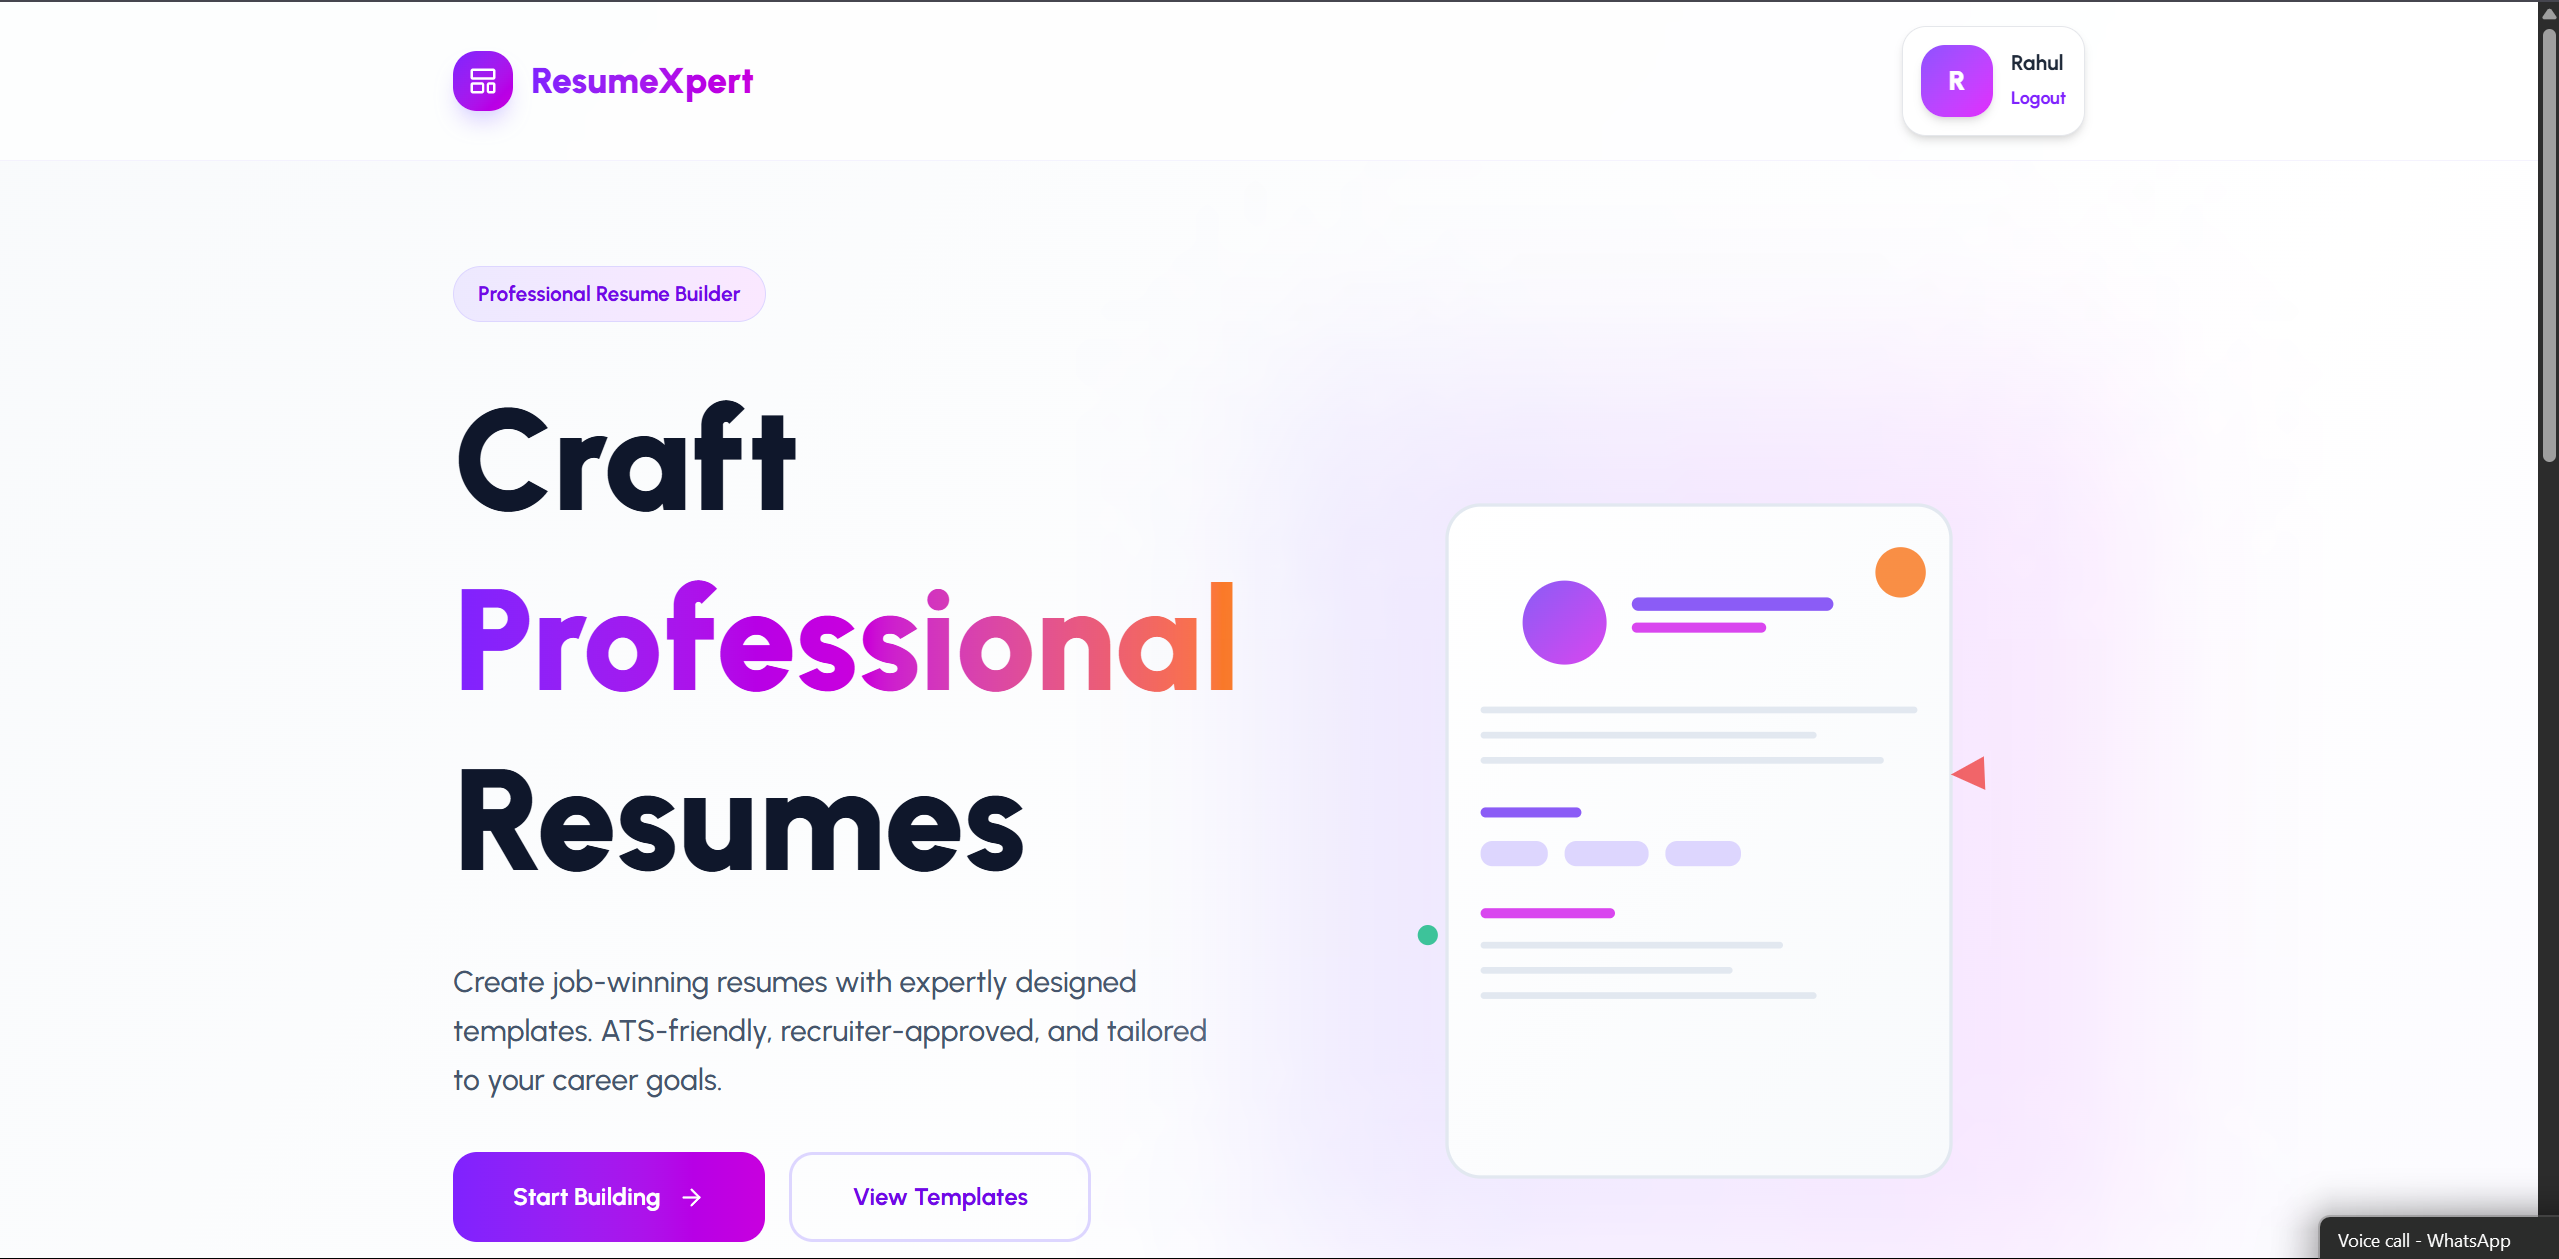 ResumeXpert
R
Rahul
Logout
Professional Resume Builder
Craft
Professional
Resumes
Create job-winning resumes with expertly designed
templates. ATS-friendly, recruiter-approved, and tailored
to your career goals.
Start Building →
View Templates
Voice call - WhatsApp